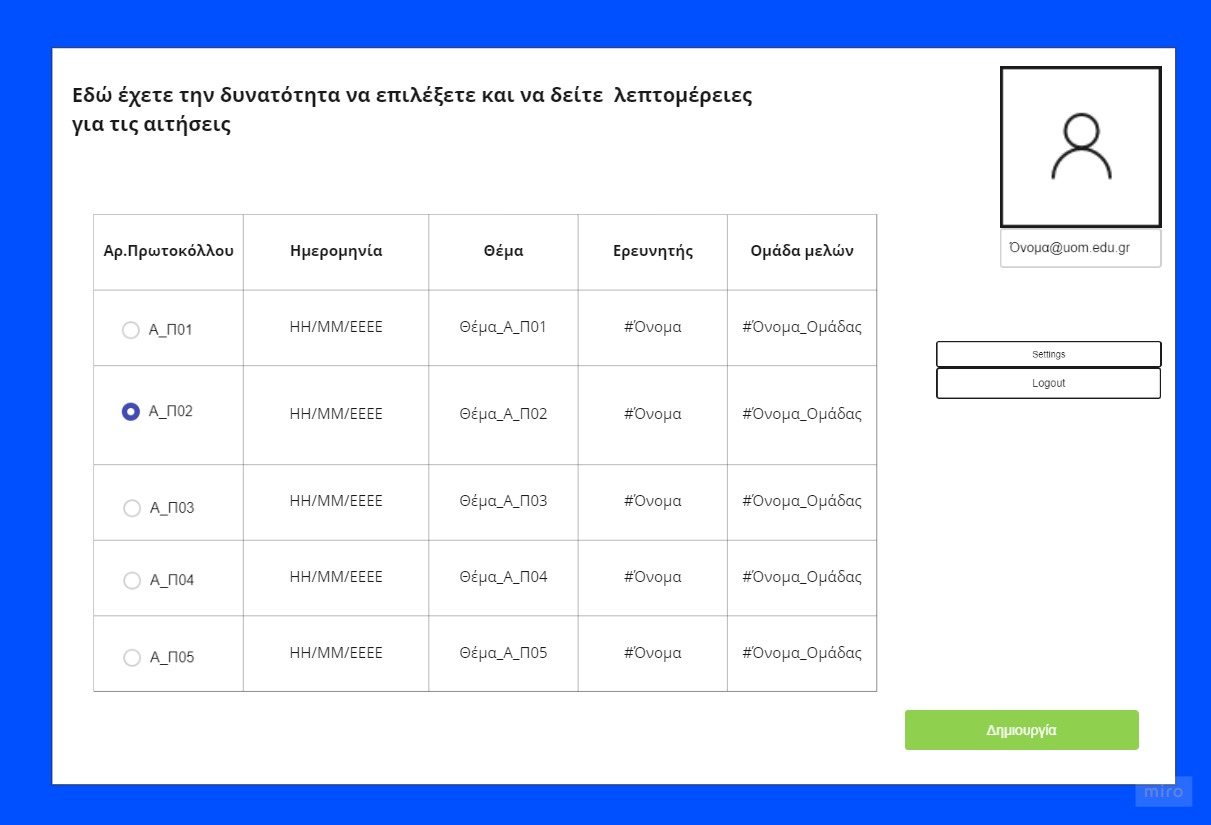 Εδώ έχετε την δυνατότητα να επιλέξετε και να δείτε λεπτομέρειες
για τις αιτήσεις
Όνομα@uom.edu.gr
Settings
Logout
Αρ.Πρωτοκόλλου Ημερομηνία Θέμα Ερευνητής Ομάδα μελών
Α_Π01 ΗΗ/ΜΜ/ΕΕΕΕ Θέμα_Α_Π01 #Όνομα #Όνομα_Ομάδας
Α_Π02 ΗΗ/ΜΜ/ΕΕΕΕ Θέμα_Α_Π02 #Όνομα #Όνομα_Ομάδας
Α_Π03 ΗΗ/ΜΜ/ΕΕΕΕ Θέμα_Α_Π03 #Όνομα #Όνομα_Ομάδας
Α_Π04 ΗΗ/ΜΜ/ΕΕΕΕ Θέμα_Α_Π04 #Όνομα #Όνομα_Ομάδας
Α_Π05 ΗΗ/ΜΜ/ΕΕΕΕ Θέμα_Α_Π05 #Όνομα #Όνομα_Ομάδας
Δημιουργία
miro